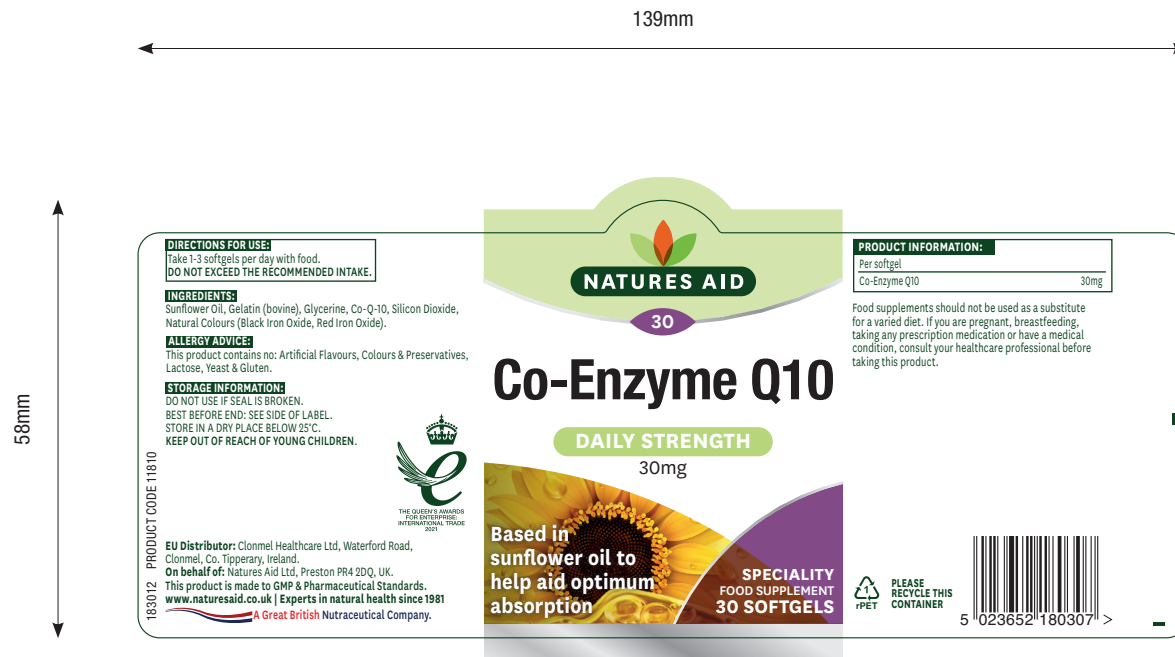 139mm
58mm
DIRECTIONS FOR USE:
Take 1-3 softgels per day with food.
DO NOT EXCEED THE RECOMMENDED INTAKE.
INGREDIENTS:
Sunflower Oil, Gelatin (bovine), Glycerine, Co-Q-10, Silicon Dioxide,
Natural Colours (Black Iron Oxide, Red Iron Oxide).
ALLERGY ADVICE:
This product contains no: Artificial Flavours, Colours & Preservatives,
Lactose, Yeast & Gluten.
STORAGE INFORMATION:
DO NOT USE IF SEAL IS BROKEN.
BEST BEFORE END: SEE SIDE OF LABEL.
STORE IN A DRY PLACE BELOW 25°C.
KEEP OUT OF REACH OF YOUNG CHILDREN.
THE QUEEN'S AWARDS
FOR ENTERPRISE:
INTERNATIONAL TRADE
2021
183012 PRODUCT CODE 11810
EU Distributor: Clonmel Healthcare Ltd, Waterford Road,
Clonmel, Co. Tipperary, Ireland.
On behalf of: Natures Aid Ltd, Preston PR4 2DQ, UK.
This product is made to GMP & Pharmaceutical Standards.
www.naturesaid.co.uk | Experts in natural health since 1981
A Great British Nutraceutical Company.
NATURES AID
30
Co-Enzyme Q10
DAILY STRENGTH
30mg
Based in
sunflower oil to
help aid optimum
absorption
SPECIALITY
FOOD SUPPLEMENT
30 SOFTGELS
PRODUCT INFORMATION:
Per softgel
Co-Enzyme Q10 30mg
Food supplements should not be used as a substitute
for a varied diet. If you are pregnant, breastfeeding,
taking any prescription medication or have a medical
condition, consult your healthcare professional before
taking this product.
1
rPET
PLEASE
RECYCLE THIS
CONTAINER
5 023652 180307 >